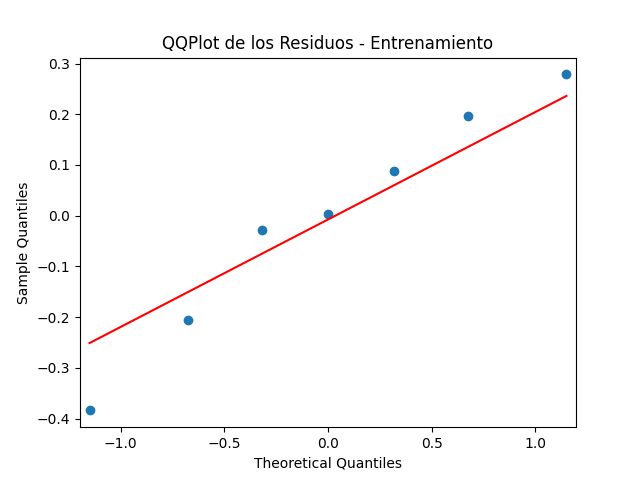 QQPlot de los Residuos - Entrenamiento
0.3
0.2
0.1
0.0
−0.1
−0.2
−0.3
−0.4
Sample Quantiles
−1.0 −0.5 0.0 0.5 1.0
Theoretical Quantiles